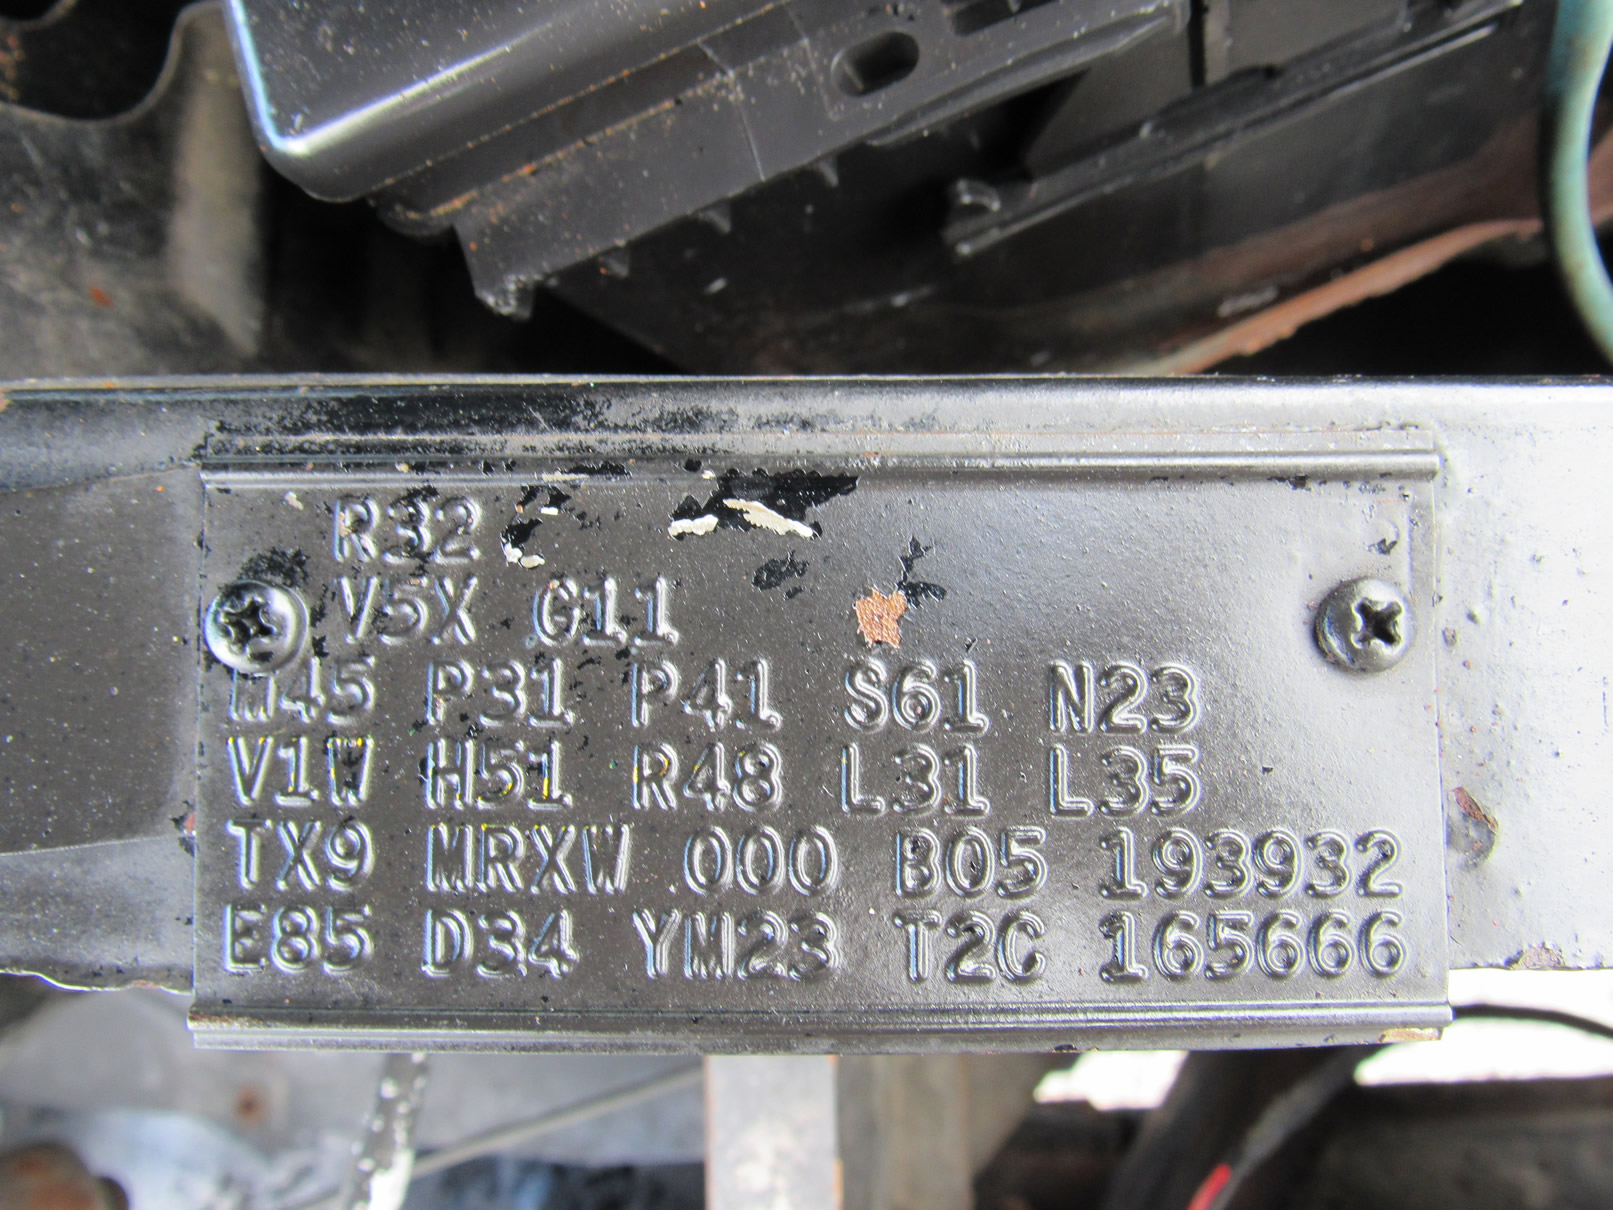 R32
V5X G11
M45 P31 P41 S61 N23
V1W H51 R48 L31 L35
TX9 MRXW 000 B05 193932
E85 D34 YM23 T2C 165666